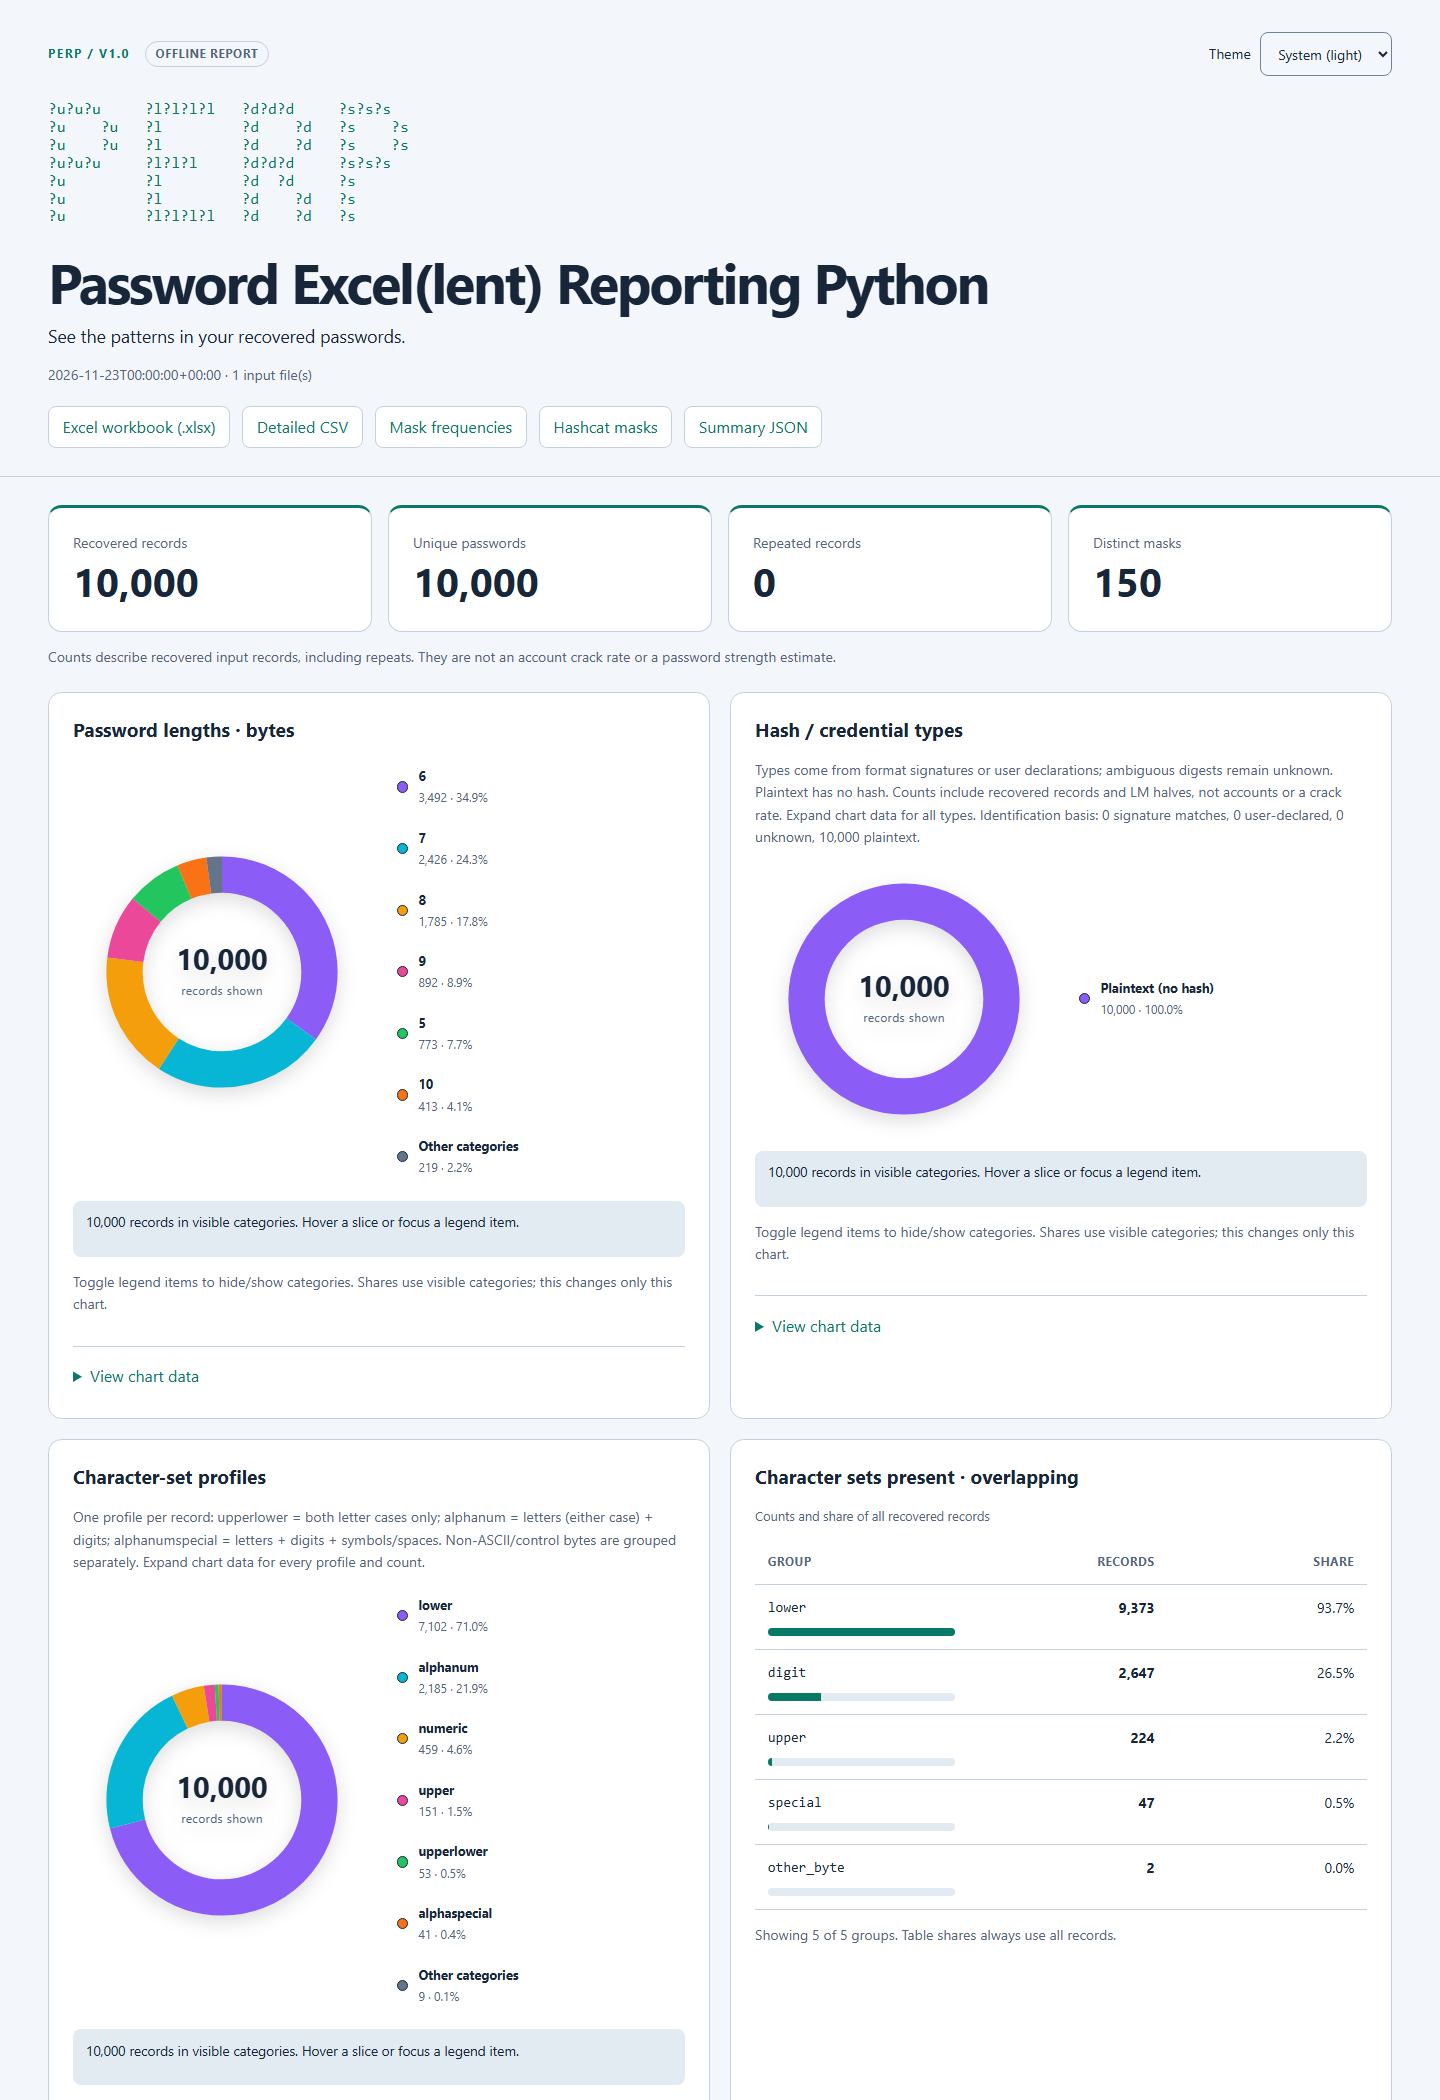 PERP / V1.0
OFFLINE REPORT
Theme
System (light)
?u?u?u     ?l?l?l?l   ?d?d?d     ?s?s?s
?u    ?u   ?l         ?d    ?d   ?s    ?s
?u    ?u   ?l         ?d    ?d   ?s    ?s
?u?u?u     ?l?l?l     ?d?d?d     ?s?s?s
?u         ?l         ?d  ?d     ?s
?u         ?l         ?d    ?d   ?s
?u         ?l?l?l?l   ?d    ?d   ?s
Password Excel(lent) Reporting Python
See the patterns in your recovered passwords.
2026-11-23T00:00:00+00:00 · 1 input file(s)
Excel workbook (.xlsx)
Detailed CSV
Mask frequencies
Hashcat masks
Summary JSON
Recovered records
10,000
Unique passwords
10,000
Repeated records
0
Distinct masks
150
Counts describe recovered input records, including repeats. They are not an account crack rate or a password strength estimate.
Password lengths · bytes
10,000
records shown
6
3,492 · 34.9%
7
2,426 · 24.3%
8
1,785 · 17.8%
9
892 · 8.9%
5
773 · 7.7%
10
413 · 4.1%
Other categories
219 · 2.2%
10,000 records in visible categories. Hover a slice or focus a legend item.
Toggle legend items to hide/show categories. Shares use visible categories; this changes only this
chart.
View chart data
Hash / credential types
Types come from format signatures or user declarations; ambiguous digests remain unknown.
Plaintext has no hash. Counts include recovered records and LM halves, not accounts or a crack
rate. Expand chart data for all types. Identification basis: 0 signature matches, 0 user-declared, 0
unknown, 10,000 plaintext.
10,000
records shown
Plaintext (no hash)
10,000 · 100.0%
10,000 records in visible categories. Hover a slice or focus a legend item.
Toggle legend items to hide/show categories. Shares use visible categories; this changes only this
chart.
View chart data
Character-set profiles
One profile per record: upperlower = both letter cases only; alphanum = letters (either case) +
digits; alphanumspecial = letters + digits + symbols/spaces. Non-ASCII/control bytes are grouped
separately. Expand chart data for every profile and count.
10,000
records shown
lower
7,102 · 71.0%
alphanum
2,185 · 21.9%
numeric
459 · 4.6%
upper
151 · 1.5%
upperlower
53 · 0.5%
alphaspecial
41 · 0.4%
Other categories
9 · 0.1%
10,000 records in visible categories. Hover a slice or focus a legend item.
Character sets present · overlapping
Counts and share of all recovered records
GROUP RECORDS SHARE
lower 9,373 93.7%
digit 2,647 26.5%
upper 224 2.2%
special 47 0.5%
other_byte 2 0.0%
Showing 5 of 5 groups. Table shares always use all records.